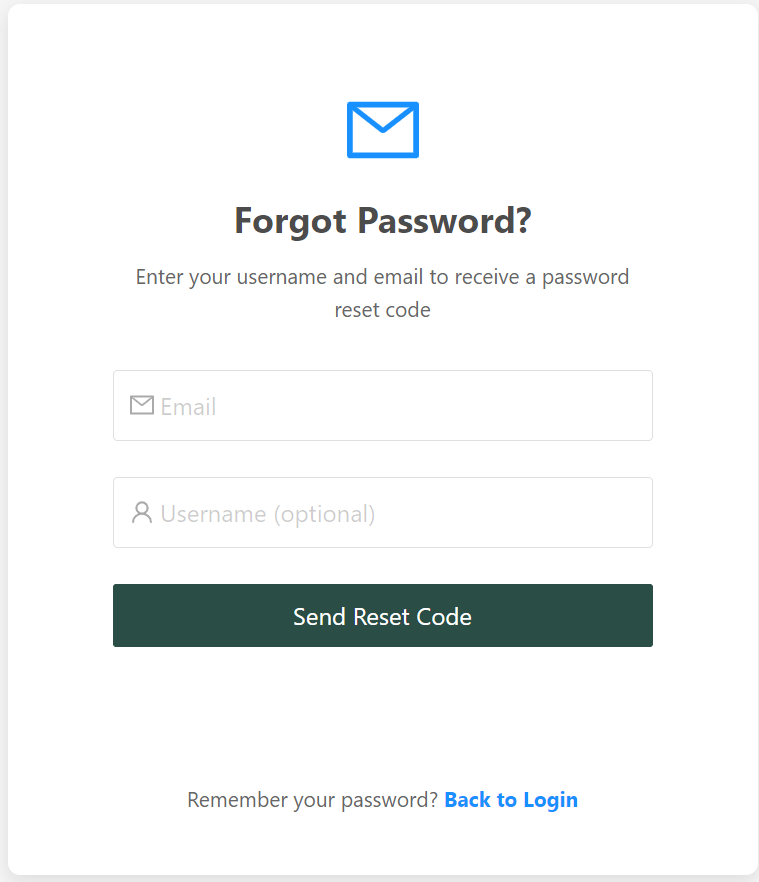 Forgot Password?
Enter your username and email to receive a password
reset code
Email
Username (optional)
Send Reset Code
Remember your password? Back to Login